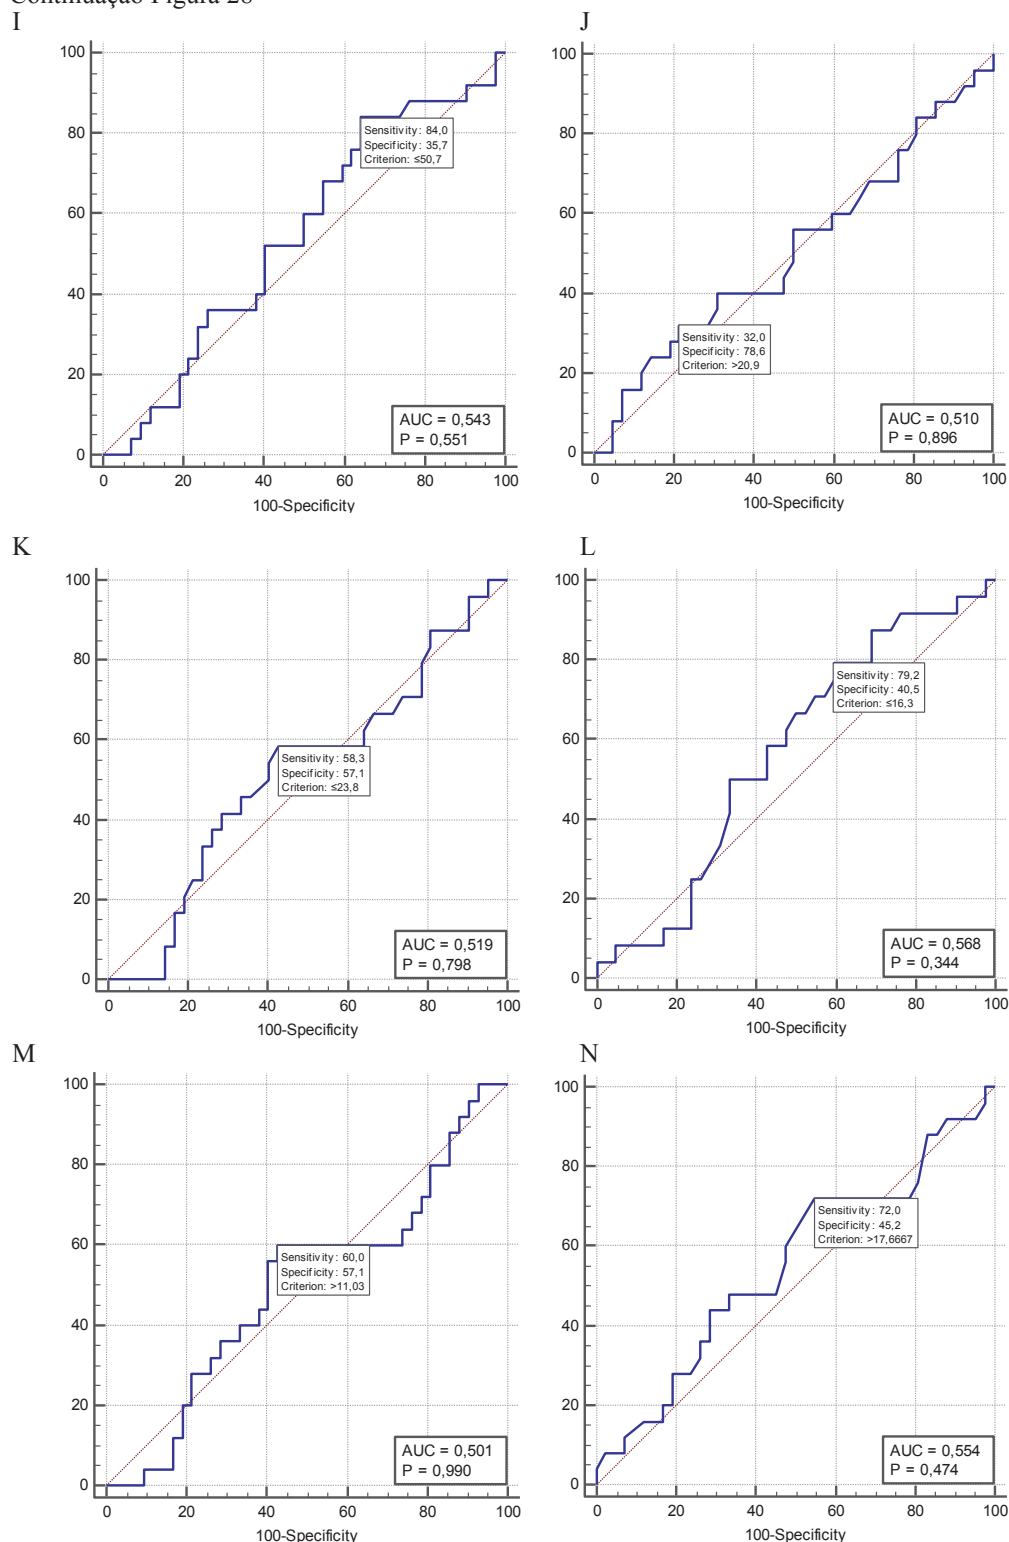 Continuação Figura 28
I
100
80
60
40
20
0
Sensitivity: 84,0
Specificity: 35,7
Criterion: ≤50,7
AUC = 0,543
P = 0,551
0 20 40 60 80 100
100-Specificity
J
100
80
60
40
20
0
Sensitivity: 32,0
Specificity: 78,6
Criterion: >20,9
AUC = 0,510
P = 0,896
0 20 40 60 80 100
100-Specificity
K
100
80
60
40
20
0
Sensitivity: 58,3
Specificity: 57,1
Criterion: ≤23,8
AUC = 0,519
P = 0,798
0 20 40 60 80 100
100-Specificity
L
100
80
60
40
20
0
Sensitivity: 79,2
Specificity: 40,5
Criterion: ≤16,3
AUC = 0,568
P = 0,344
0 20 40 60 80 100
100-Specificity
M
100
80
60
40
20
0
Sensitivity: 60,0
Specificity: 57,1
Criterion: >11,03
AUC = 0,501
P = 0,990
0 20 40 60 80 100
100-Specificity
N
100
80
60
40
20
0
Sensitivity: 72,0
Specificity: 45,2
Criterion: >17,6667
AUC = 0,554
P = 0,474
0 20 40 60 80 100
100-Specificity